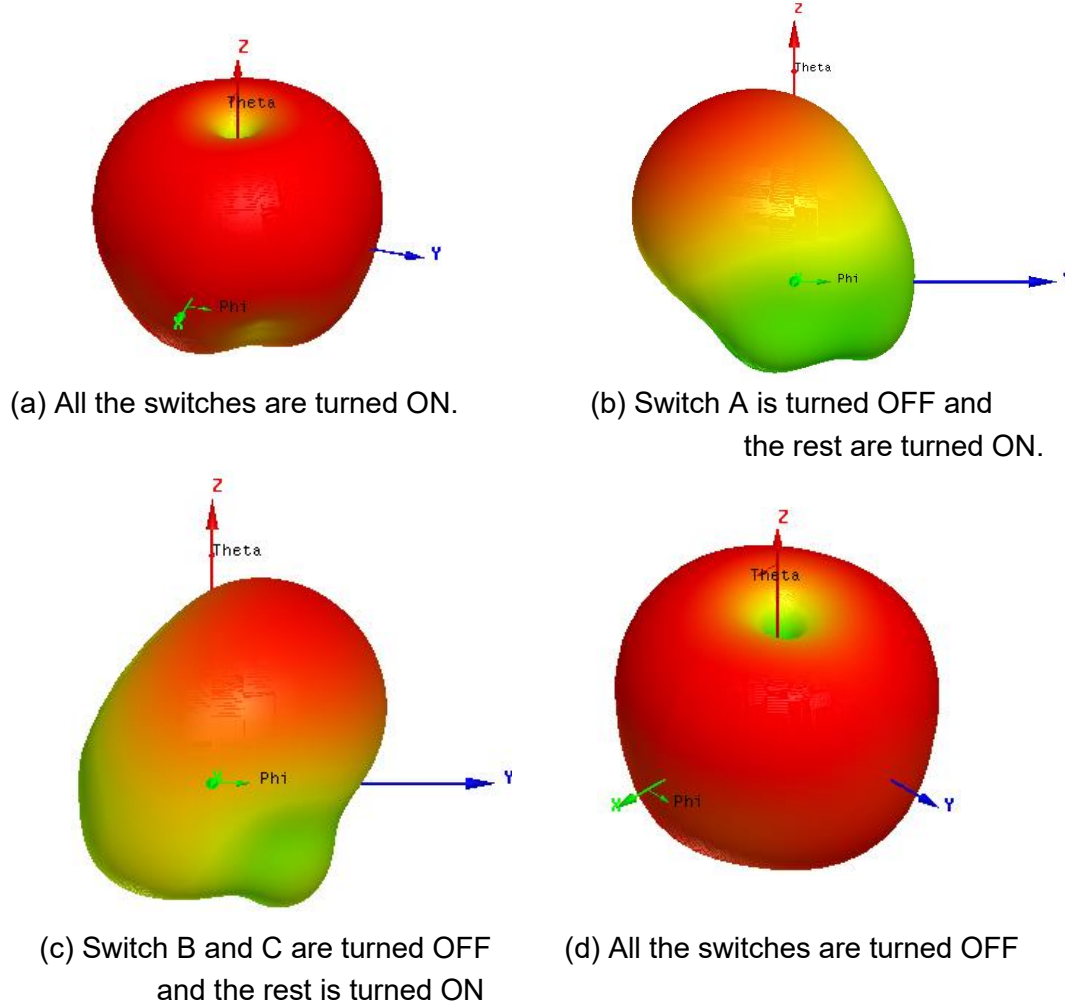 Z
Theta
Y
Phi
X
(a) All the switches are turned ON.
Z
Theta
Phi
Y
(b) Switch A is turned OFF and
the rest are turned ON.
Z
Theta
Phi
Y
(c) Switch B and C are turned OFF
and the rest is turned ON
Z
Theta
X
Phi
Y
(d) All the switches are turned OFF